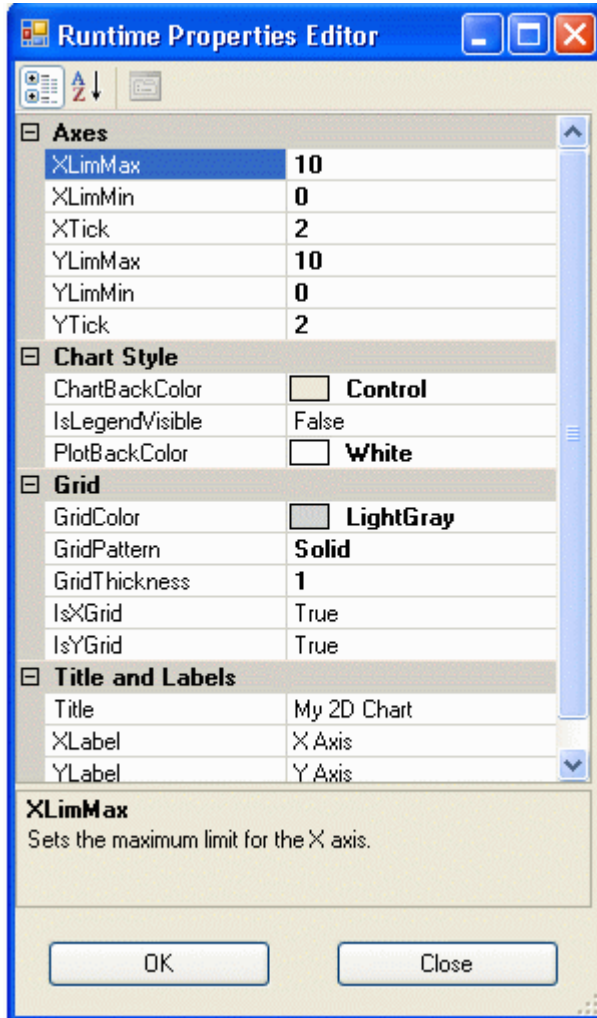 Runtime Properties Editor
A
Z
Axes
XLimMax 10
XLimMin 0
XTick 2
YLimMax 10
YLimMin 0
YTick 2
Chart Style
ChartBackColor Control
IsLegendVisible False
PlotBackColor White
Grid
GridColor LightGray
GridPattern Solid
GridThickness 1
IsXGrid True
IsYGrid True
Title and Labels
Title My 2D Chart
XLabel X Axis
YLabel Y Axis
XLimMax
Sets the maximum limit for the X axis.
OK Close